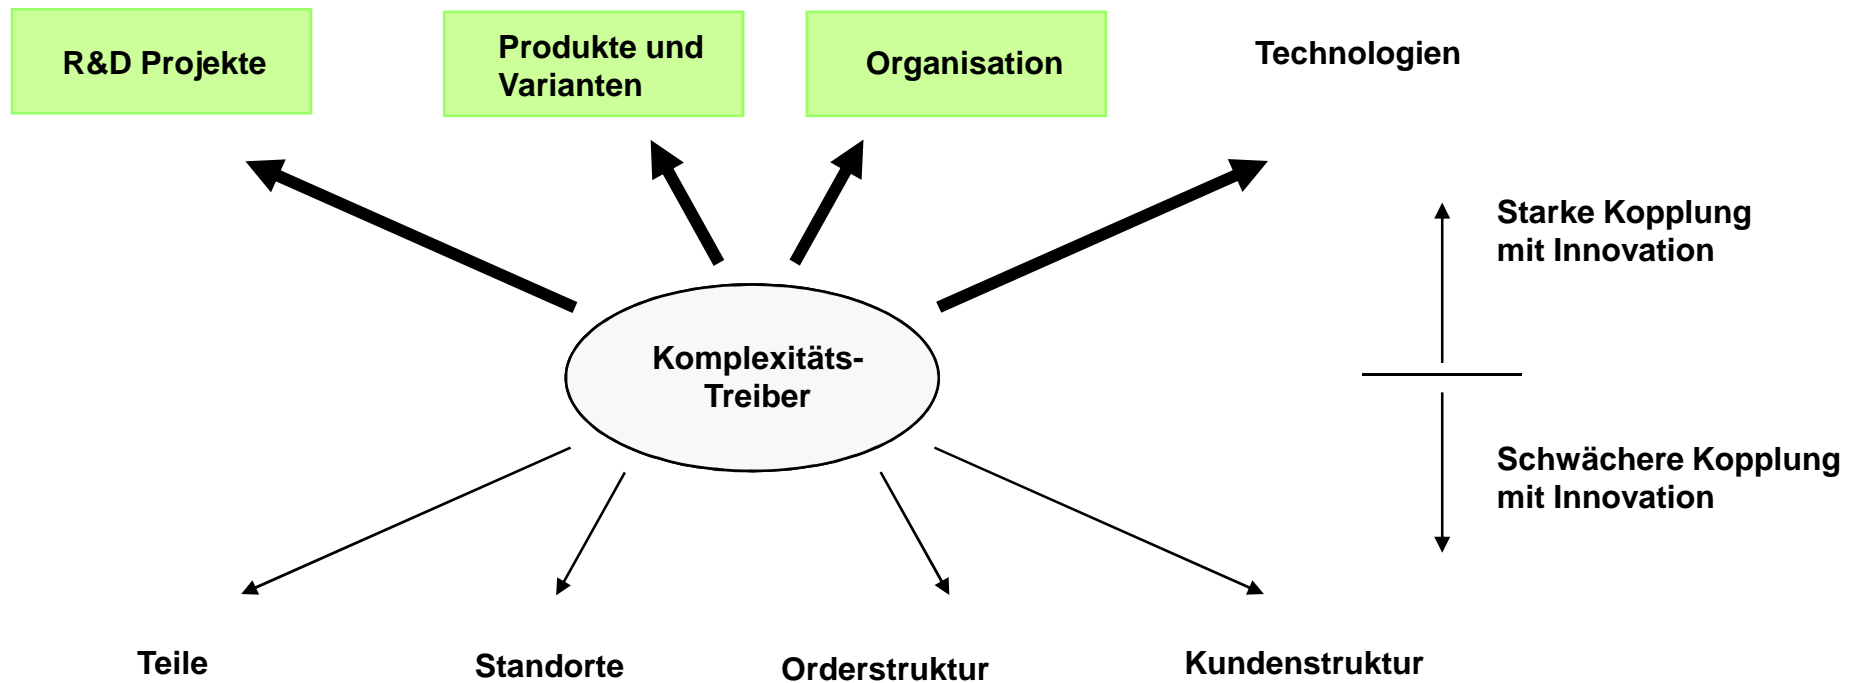 R&D Projekte
Produkte und
Varianten
Organisation
Technologien
Starke Kopplung
mit Innovation
Komplexitäts-
Treiber
Schwächere Kopplung
mit Innovation
Teile
Standorte
Orderstruktur
Kundenstruktur